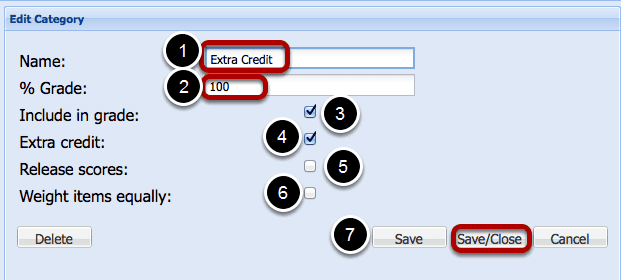 Edit Category
Name: 1 Extra Credit
% Grade: 2 100
Include in grade: 3
Extra credit: 4
Release scores: 5
Weight items equally: 6
Delete 7 Save Save/Close Cancel